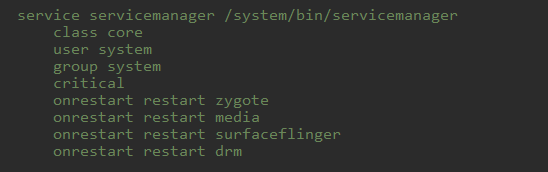 service servicemanager /system/bin/servicemanager
class core
user system
group system
critical
onrestart restart zygote
onrestart restart media
onrestart restart surfaceflinger
onrestart restart drm